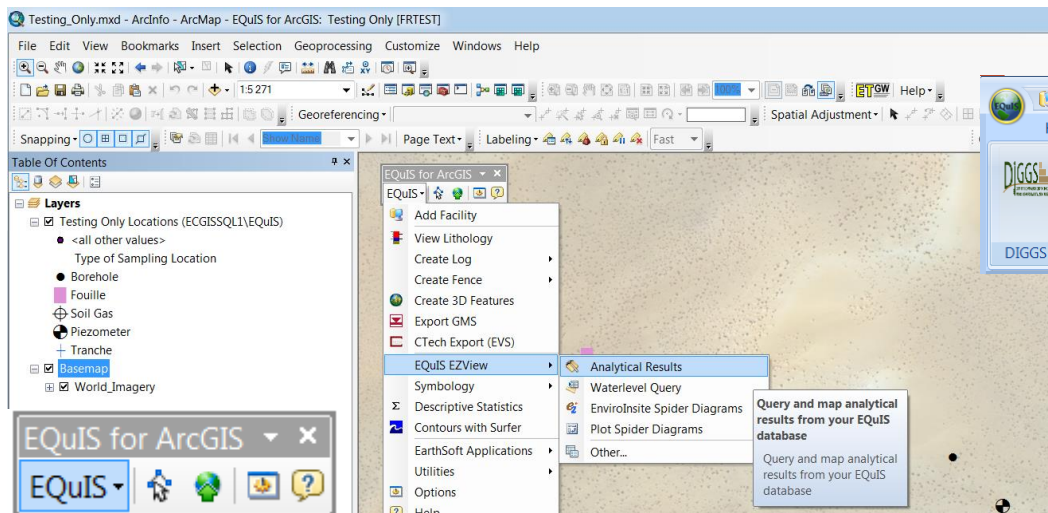 Testing_Only.mxd - ArcInfo - ArcMap - EQuIS for ArcGIS: Testing Only [FRTEST]
File Edit View Bookmarks Insert Selection Geoprocessing Customize Windows Help
1:5 271
100%
ETGW Help
Georeferencing
Spatial Adjustment
Snapping
Show Name
Page Text
Labeling
Fast
Table Of Contents
Layers
Testing Only Locations (ECGISSQL1\EQuIS)
<all other values>
Type of Sampling Location
Borehole
Fouille
Soil Gas
Piezometer
Tranche
Basemap
World_Imagery
EQuIS for ArcGIS
EQuIS
EQuIS for ArcGIS
EQuIS
Add Facility
View Lithology
Create Log
Create Fence
Create 3D Features
Export GMS
CTech Export (EVS)
EQuIS EZView
Symbology
Σ Descriptive Statistics
Contours with Surfer
EarthSoft Applications
Utilities
Options
Help
Analytical Results
Waterlevel Query
EnviroInsite Spider Diagrams
Plot Spider Diagrams
Other...
Query and map analytical
results from your EQuIS
database
Query and map analytical
results from your EQuIS
database
EQuIS
DIGGS
DIGGS